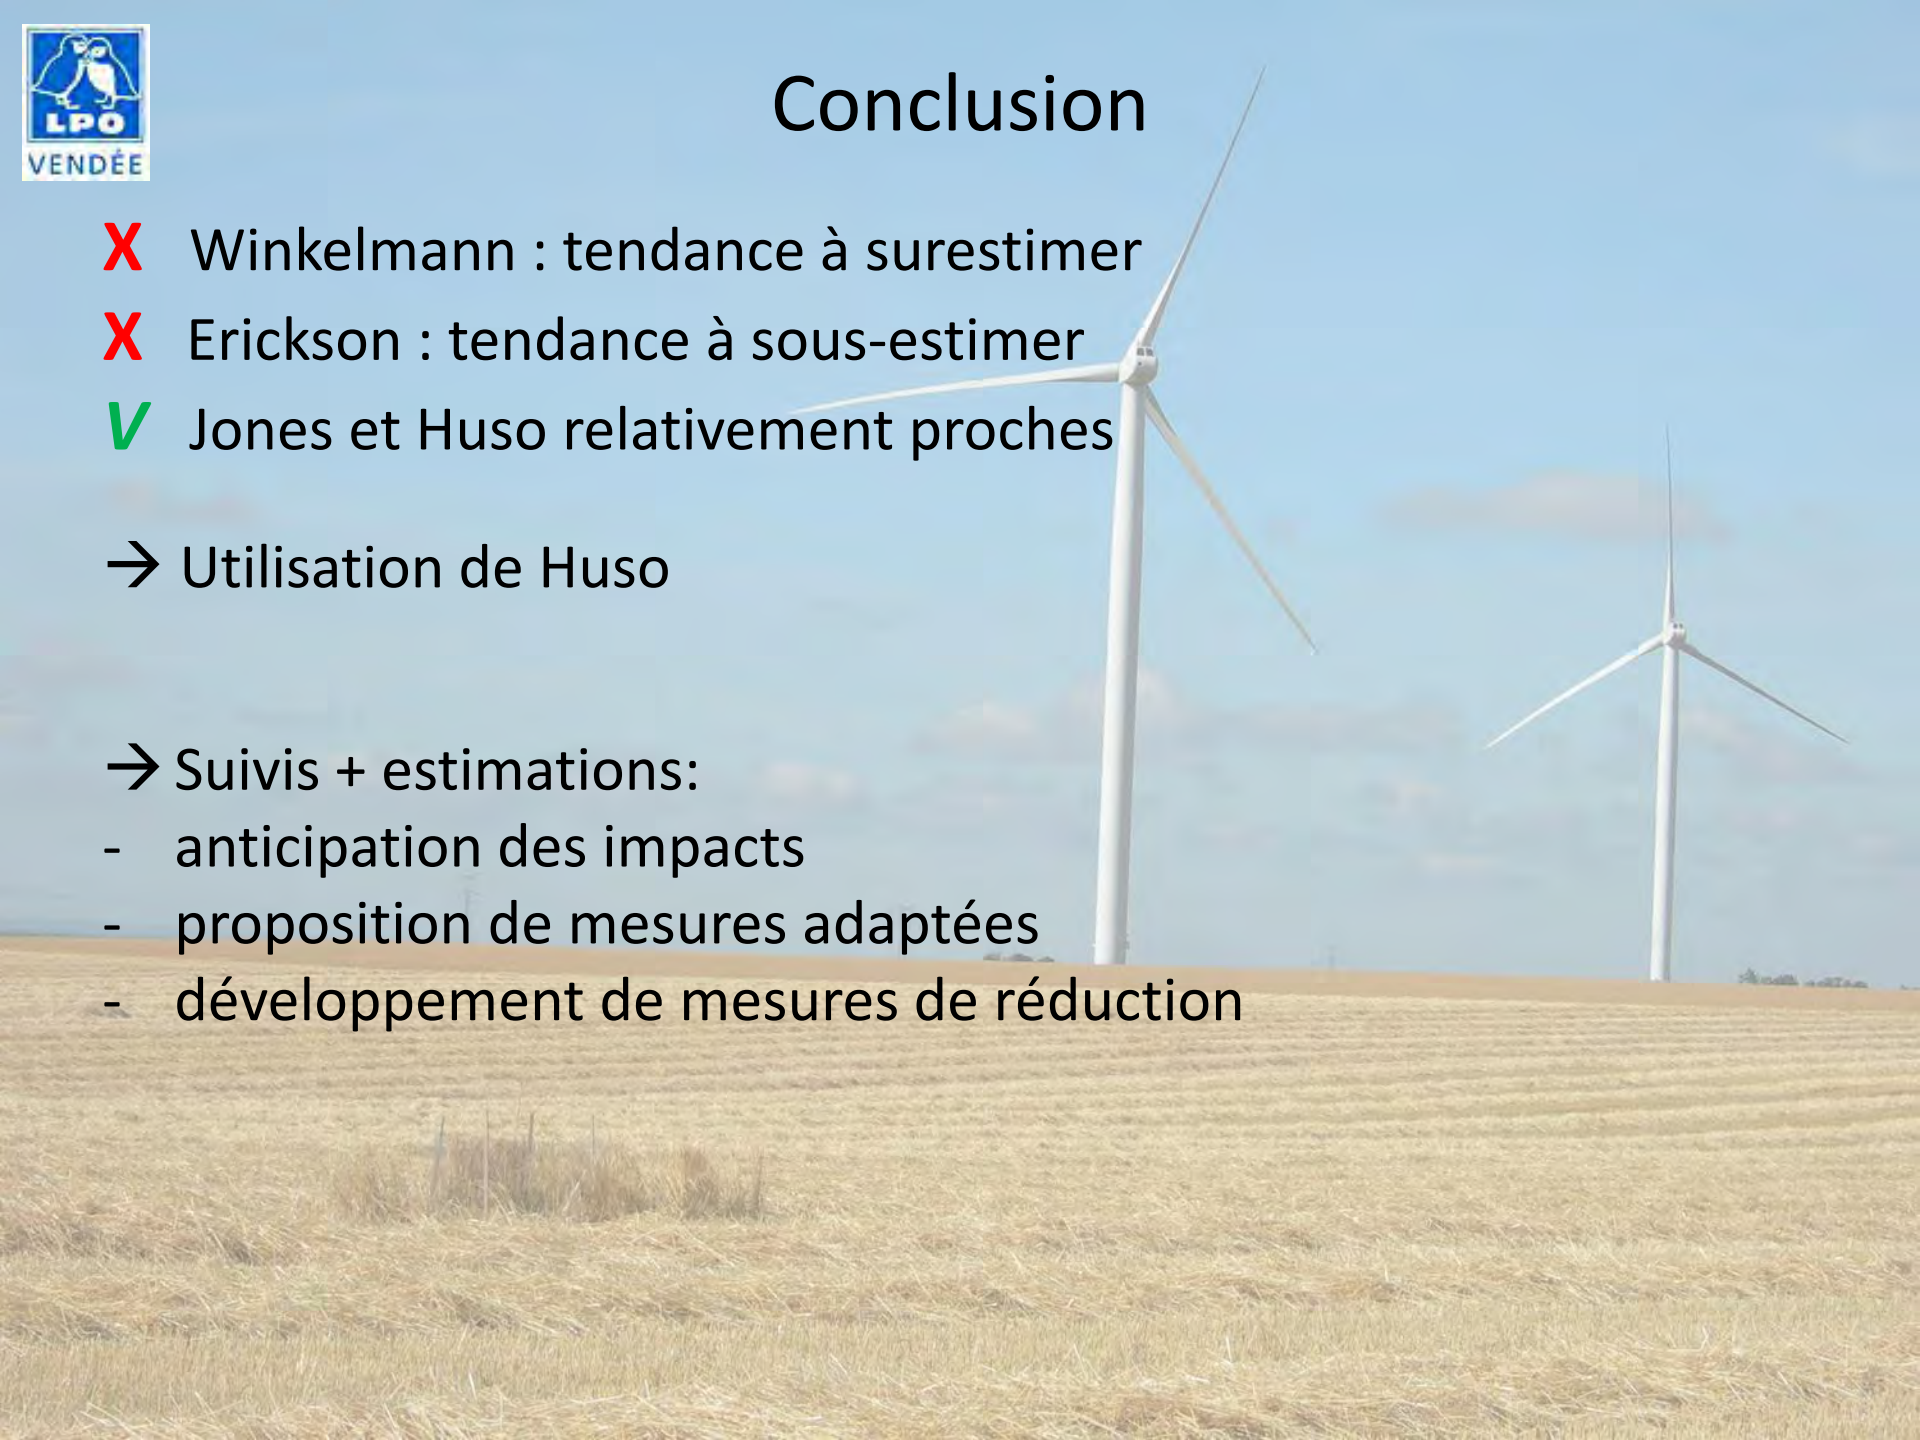 LPO
VENDÉE
Conclusion
X Winkelmann : tendance à surestimer
X Erickson : tendance à sous-estimer
V Jones et Huso relativement proches
→ Utilisation de Huso
→ Suivis + estimations:
- anticipation des impacts
- proposition de mesures adaptées
- développement de mesures de réduction